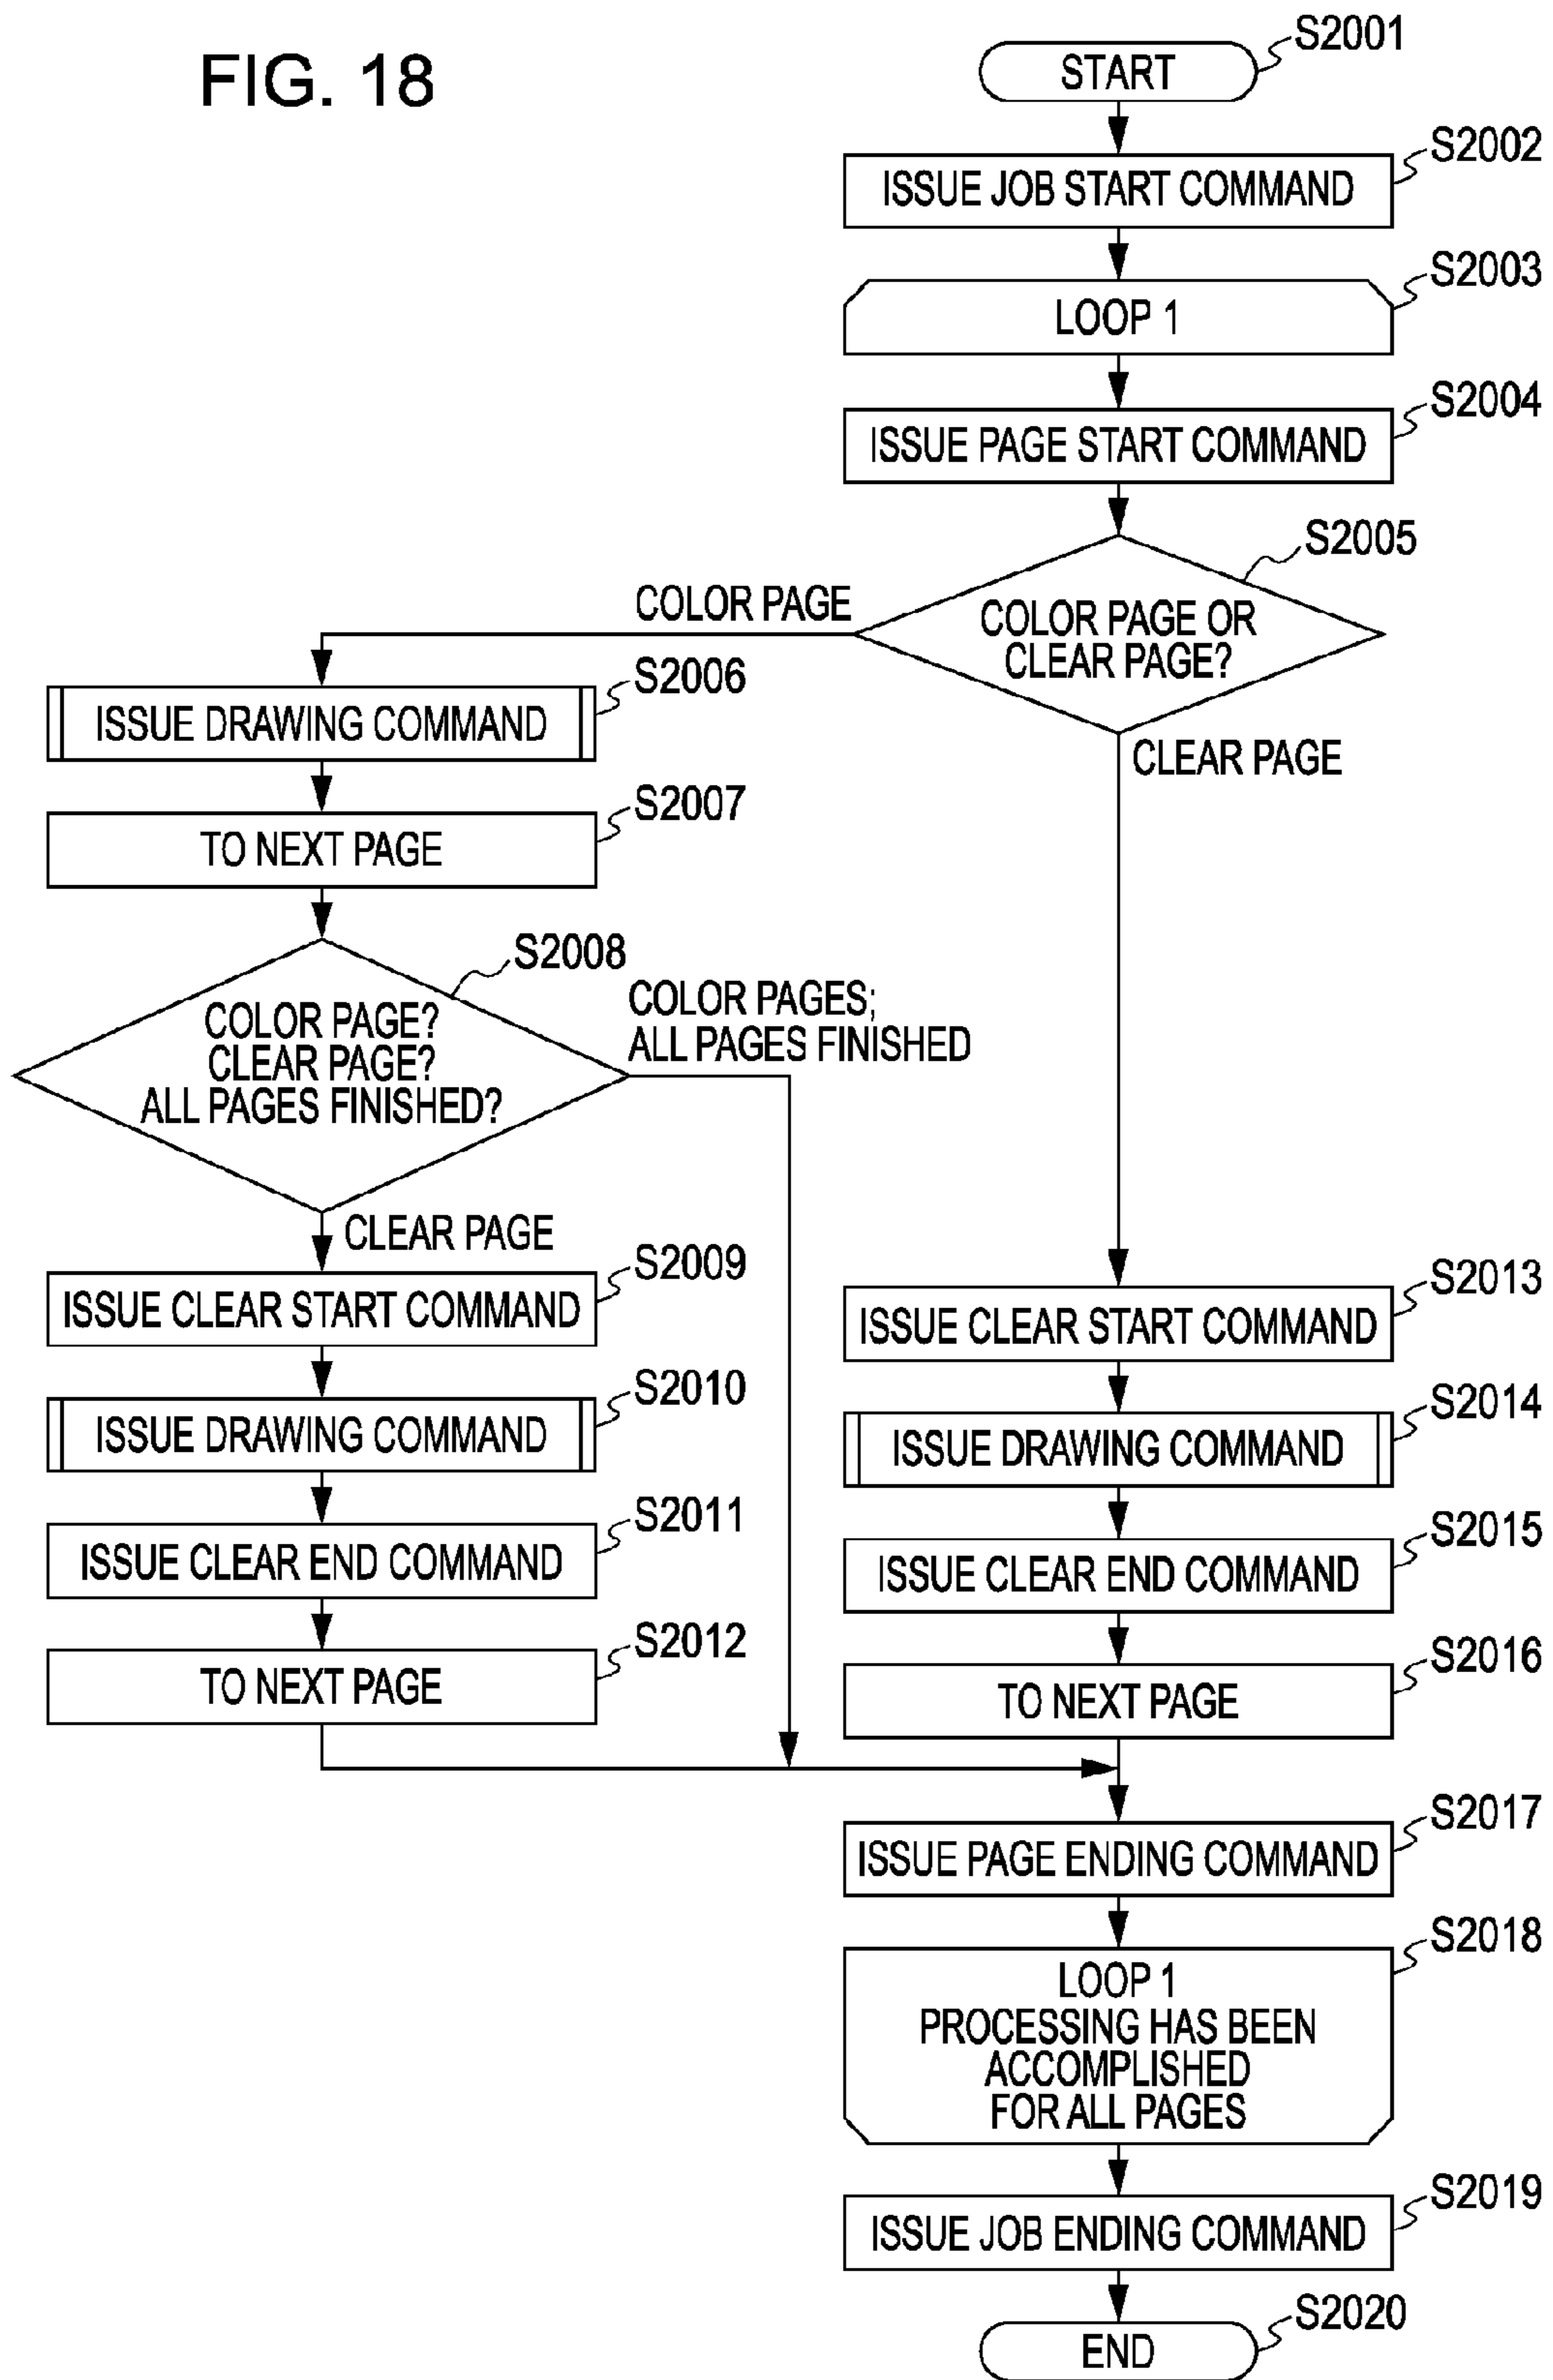 FIG. 18
START
S2001
ISSUE JOB START COMMAND
S2002
LOOP 1
S2003
ISSUE PAGE START COMMAND
S2004
COLOR PAGE OR
CLEAR PAGE?
S2005
COLOR PAGE
CLEAR PAGE
ISSUE DRAWING COMMAND
S2006
TO NEXT PAGE
S2007
COLOR PAGE?
CLEAR PAGE?
ALL PAGES FINISHED?
S2008
COLOR PAGES;
ALL PAGES FINISHED
CLEAR PAGE
ISSUE CLEAR START COMMAND
S2009
ISSUE DRAWING COMMAND
S2010
ISSUE CLEAR END COMMAND
S2011
TO NEXT PAGE
S2012
ISSUE CLEAR START COMMAND
S2013
ISSUE DRAWING COMMAND
S2014
ISSUE CLEAR END COMMAND
S2015
TO NEXT PAGE
S2016
ISSUE PAGE ENDING COMMAND
S2017
LOOP 1
PROCESSING HAS BEEN
ACCOMPLISHED
FOR ALL PAGES
S2018
ISSUE JOB ENDING COMMAND
S2019
END
S2020